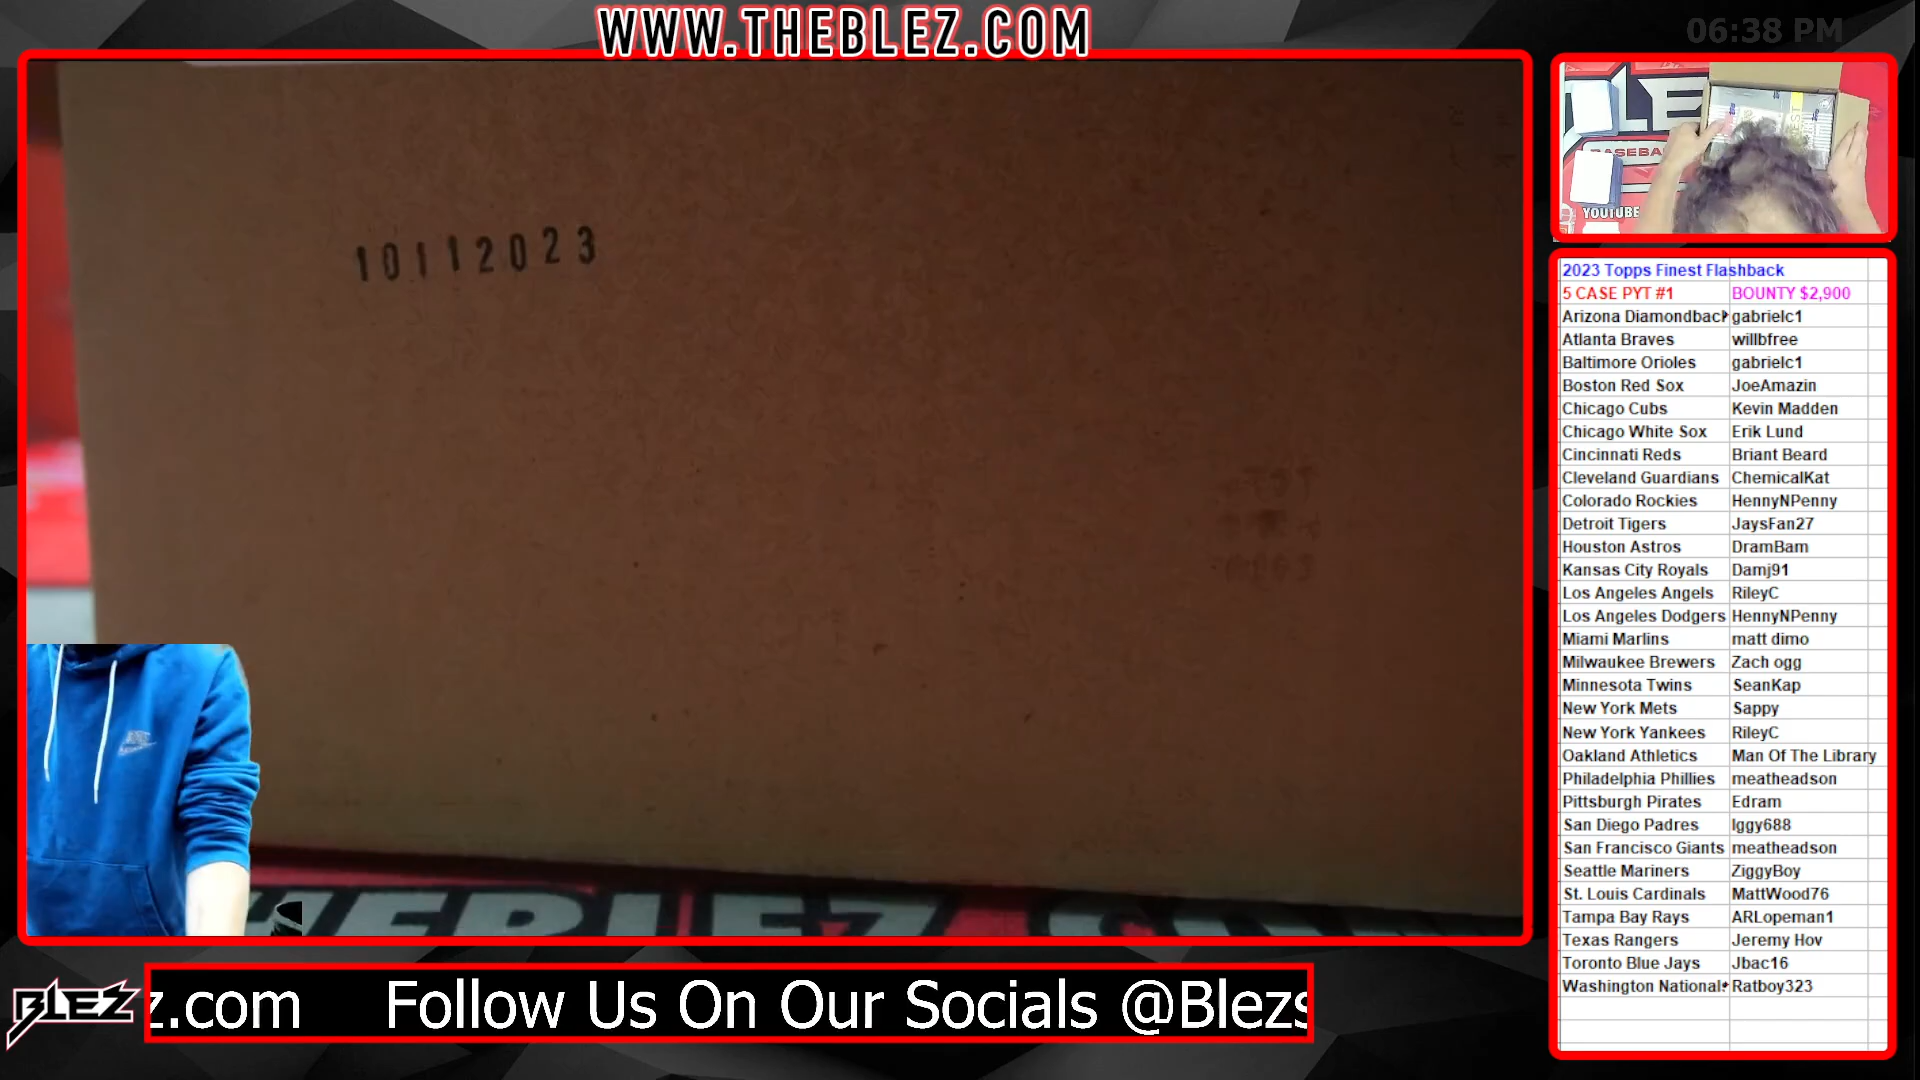 WWW.THEBLEZ.COM
06:38 PM
10112023
BLEZ
BASEBA
YOUTUBE
2023 Topps Finest Flashback
5 CASE PYT #1 BOUNTY $2,900
Arizona Diamondback gabrielc1
Atlanta Braves willbfree
Baltimore Orioles gabrielc1
Boston Red Sox JoeAmazin
Chicago Cubs Kevin Madden
Chicago White Sox Erik Lund
Cincinnati Reds Briant Beard
Cleveland Guardians ChemicalKat
Colorado Rockies HennyNPenny
Detroit Tigers JaysFan27
Houston Astros DramBam
Kansas City Royals Damj91
Los Angeles Angels RileyC
Los Angeles Dodgers HennyNPenny
Miami Marlins matt dimo
Milwaukee Brewers Zach ogg
Minnesota Twins SeanKap
New York Mets Sappy
New York Yankees RileyC
Oakland Athletics Man Of The Library
Philadelphia Phillies meatheadson
Pittsburgh Pirates Edram
San Diego Padres Iggy688
San Francisco Giants meatheadson
Seattle Mariners ZiggyBoy
St. Louis Cardinals MattWood76
Tampa Bay Rays ARLopeman1
Texas Rangers Jeremy Hov
Toronto Blue Jays Jbac16
Washington Nationals Ratboy323
THEBLEZ.COM
BLEZ z.com Follow Us On Our Socials @Blezs